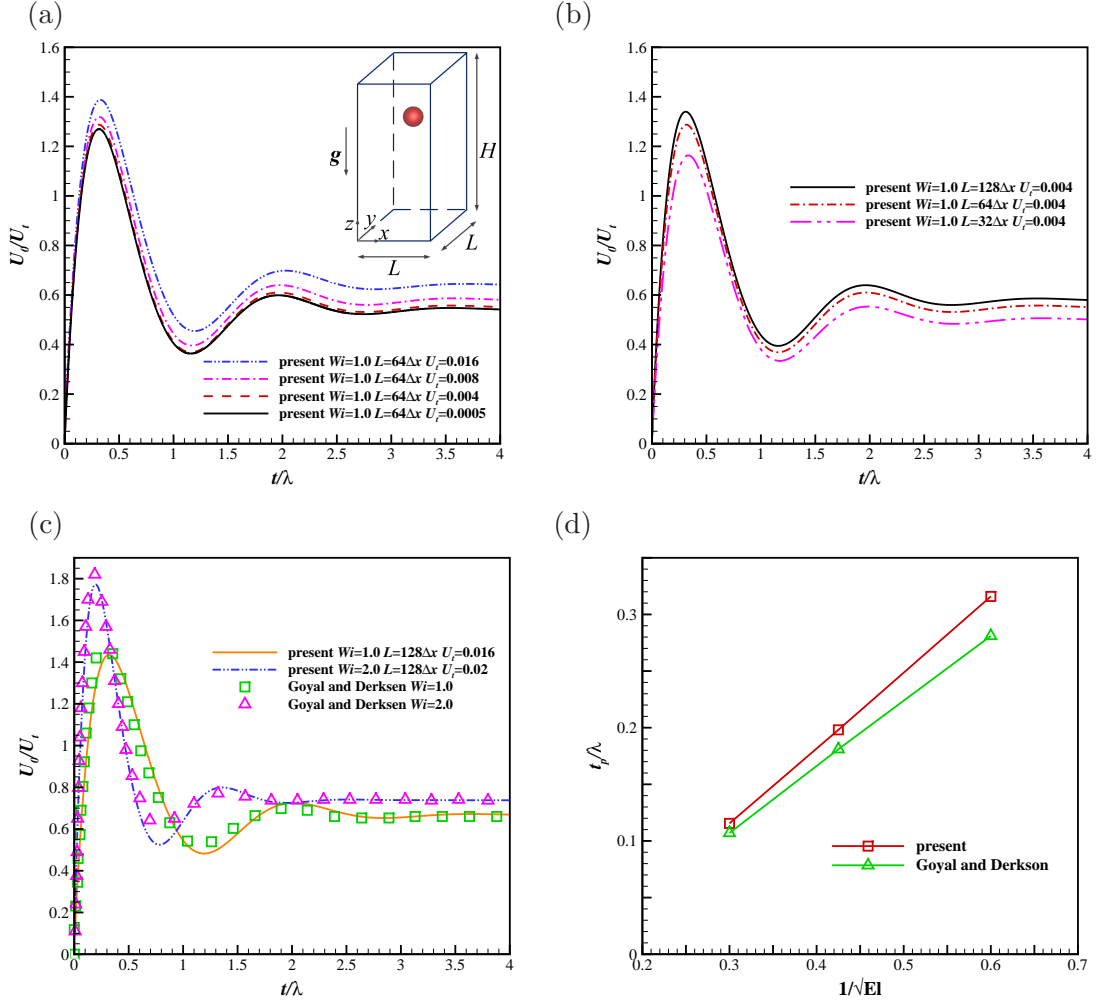 (a)
U₀/Uₜ
1.6
1.4
1.2
1
0.8
0.6
0.4
0.2
0
0 0.5 1 1.5 2 2.5 3 3.5 4
t/λ
g
H
z y x
L
L
present Wi=1.0 L=64Δx Uₜ=0.016
present Wi=1.0 L=64Δx Uₜ=0.008
present Wi=1.0 L=64Δx Uₜ=0.004
present Wi=1.0 L=64Δx Uₜ=0.0005
(b)
U₀/Uₜ
1.6
1.4
1.2
1
0.8
0.6
0.4
0.2
0
0 0.5 1 1.5 2 2.5 3 3.5 4
t/λ
present Wi=1.0 L=128Δx Uₜ=0.004
present Wi=1.0 L=64Δx Uₜ=0.004
present Wi=1.0 L=32Δx Uₜ=0.004
(c)
U₀/Uₜ
1.8
1.6
1.4
1.2
1
0.8
0.6
0.4
0.2
0
0 0.5 1 1.5 2 2.5 3 3.5 4
t/λ
present Wi=1.0 L=128Δx Uₜ=0.016
present Wi=2.0 L=128Δx Uₜ=0.02
Goyal and Derksen Wi=1.0
Goyal and Derksen Wi=2.0
(d)
tₚ/λ
0.3
0.2
0.1
0
0.2 0.3 0.4 0.5 0.6 0.7
1/√El
present
Goyal and Derkson